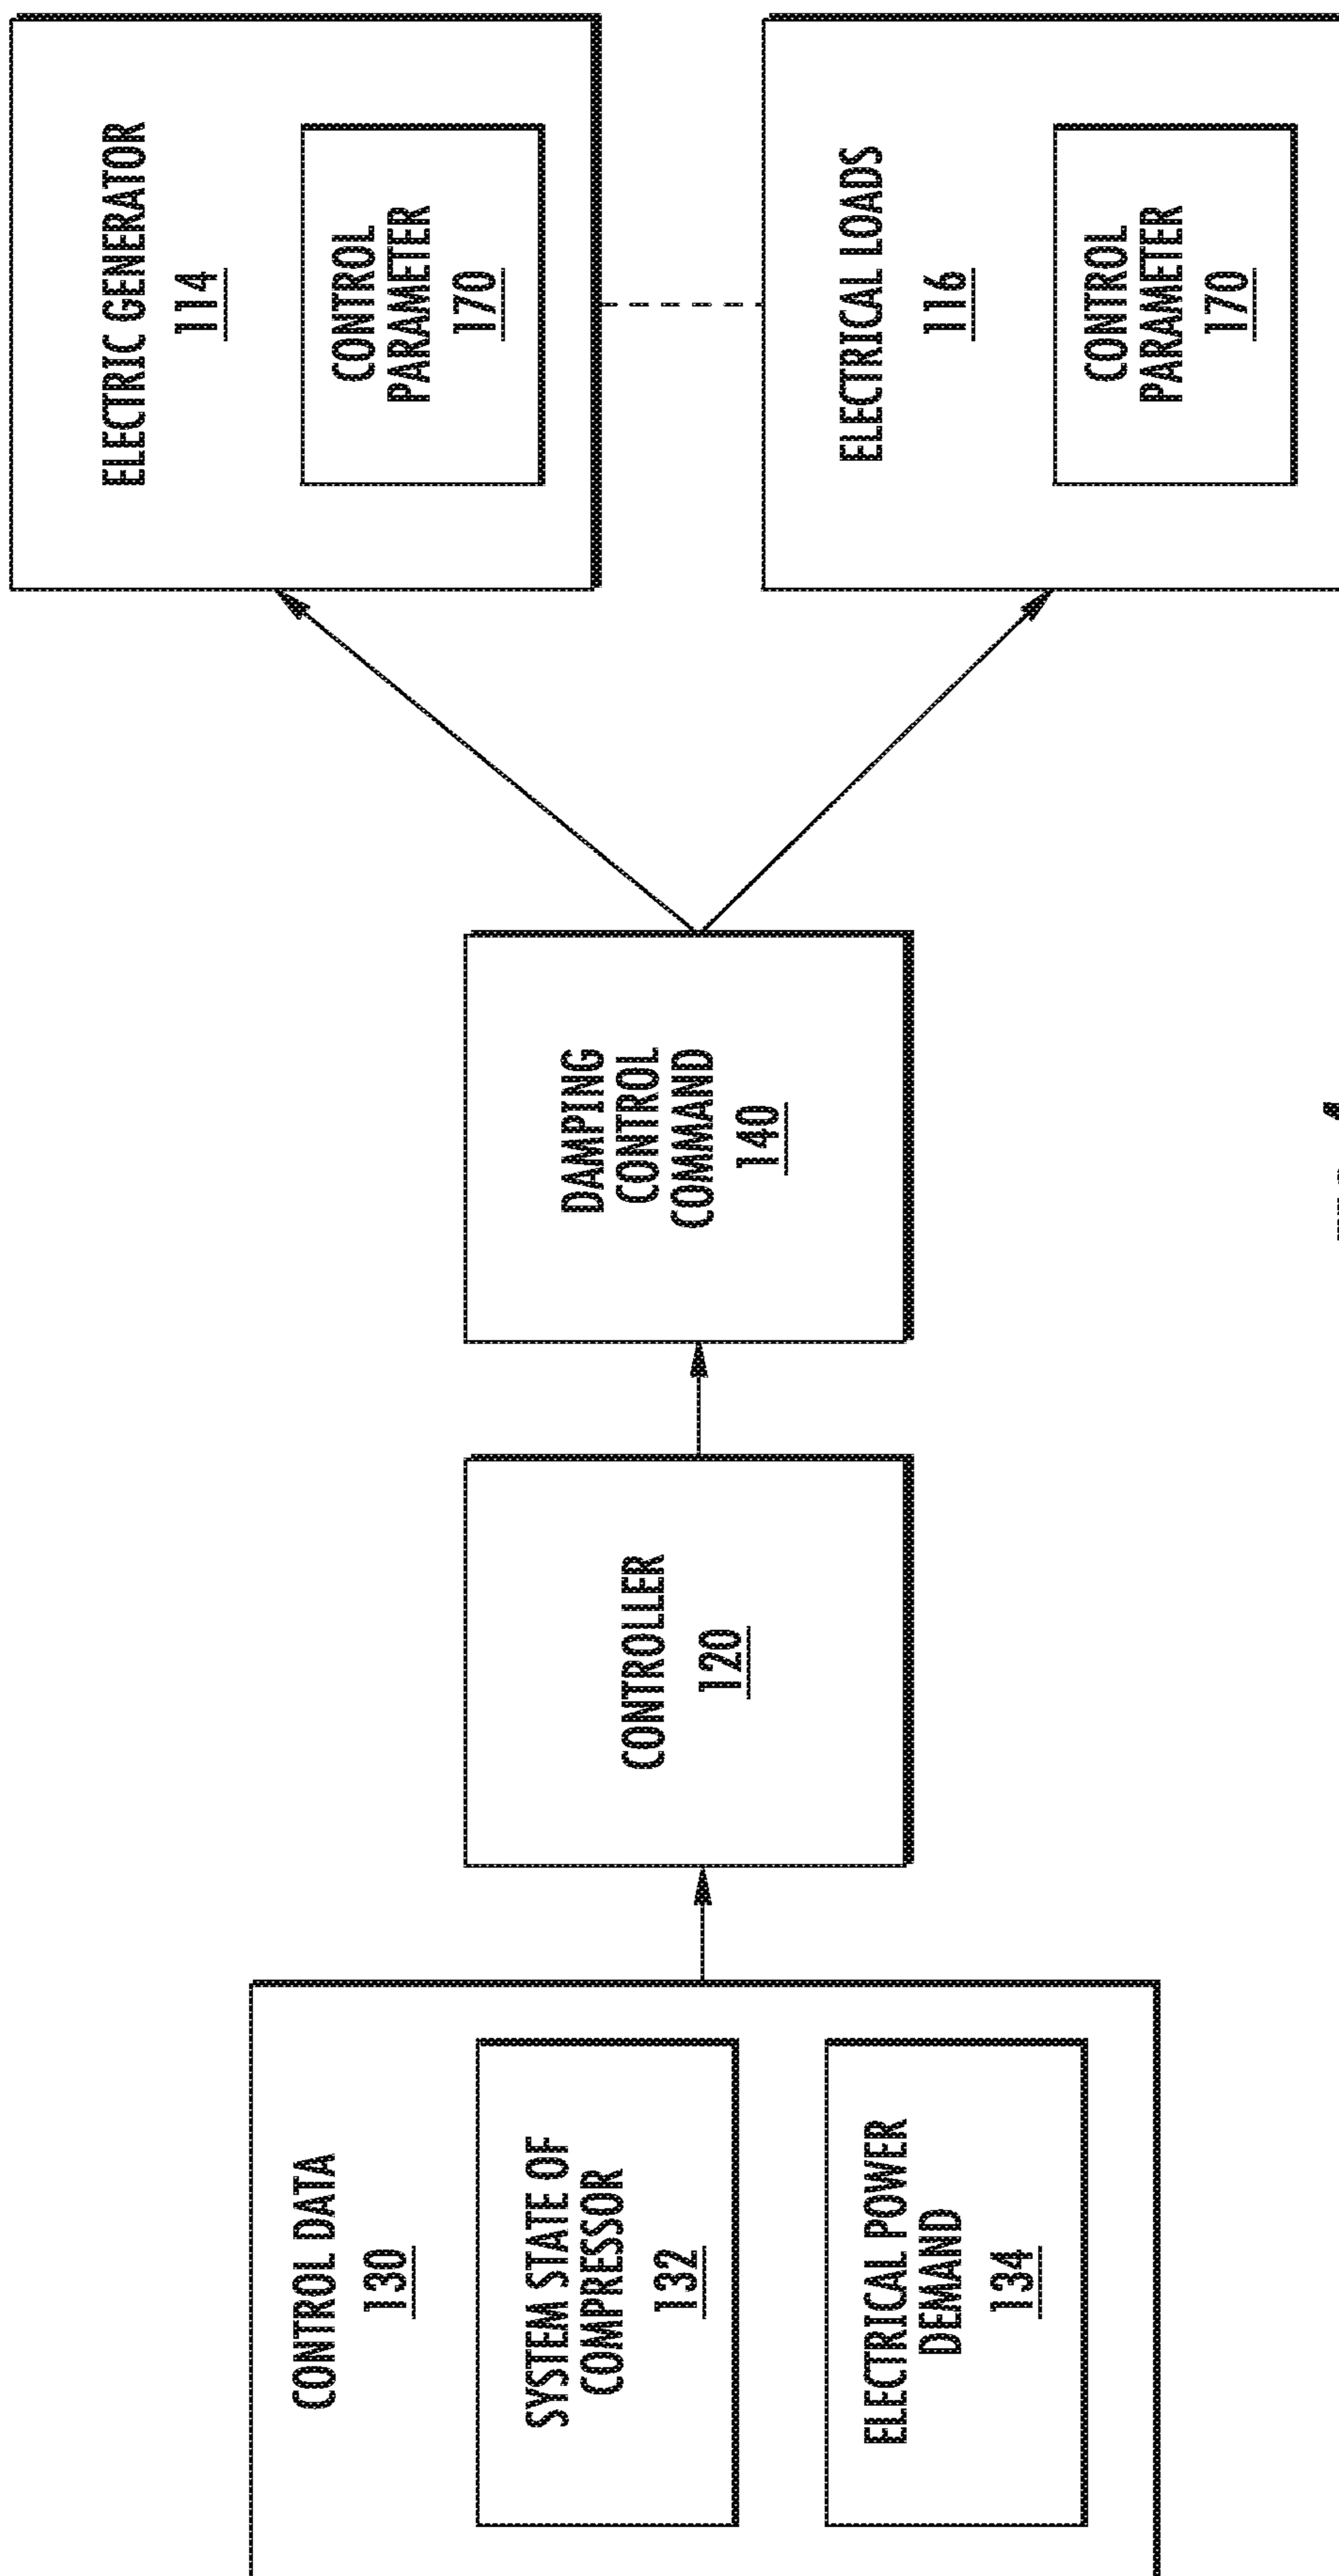 CONTROL DATA
130
SYSTEM STATE OF
COMPRESSOR
132
ELECTRICAL POWER
DEMAND
134
CONTROLLER
120
DAMPING
CONTROL
COMMAND
140
ELECTRIC GENERATOR
114
CONTROL
PARAMETER
170
ELECTRICAL LOADS
116
CONTROL
PARAMETER
170